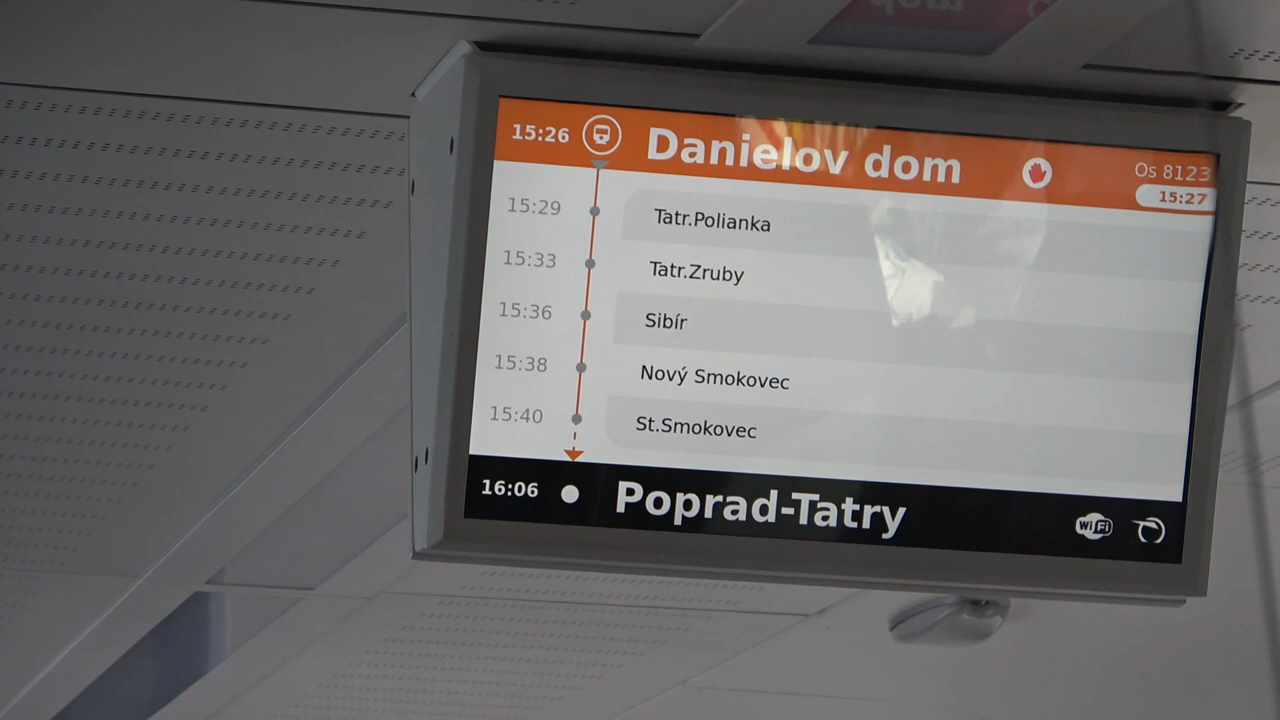 15:26 Danielov dom Os 8123
15:27
15:29 Tatr.Polianka
15:33 Tatr.Zruby
15:36 Sibír
15:38 Nový Smokovec
15:40 St.Smokovec
16:06 Poprad-Tatry WiFi